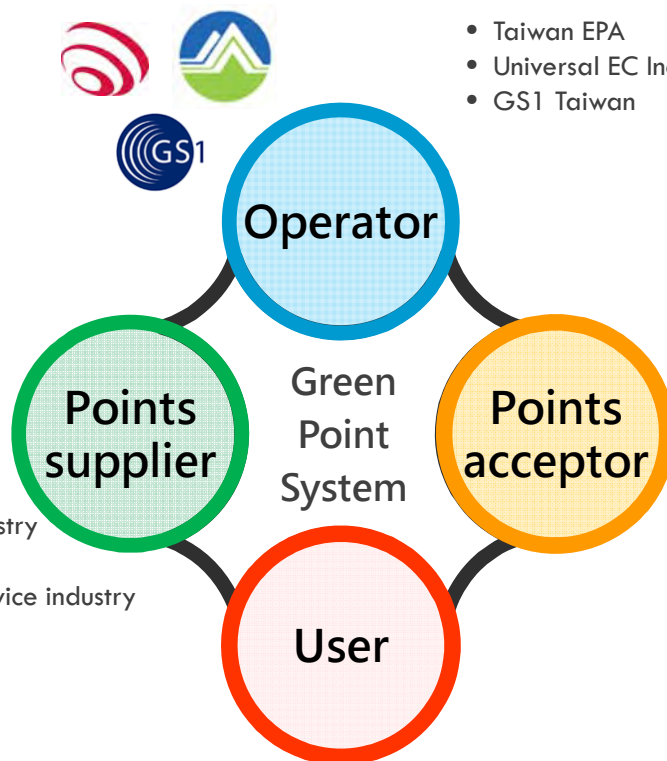 • Taiwan EPA
• Universal EC In
• GS1 Taiwan
GS1
Operator
Green
Point
System
Points
supplier
Points
acceptor
stry
vice industry
User